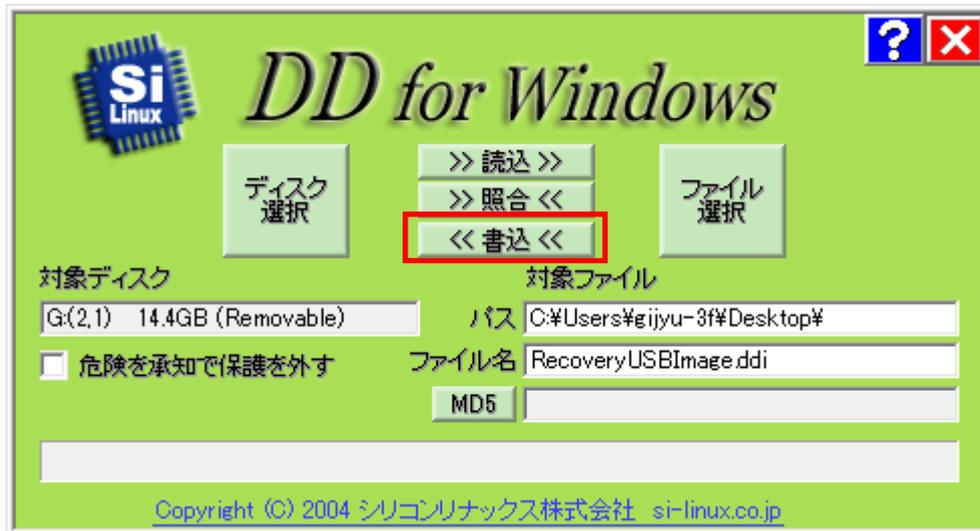 Si
Linux
DD for Windows
?
ディスク
選択
>> 読込 >>
>> 照合 <<
<< 書込 <<
ファイル
選択
対象ディスク
対象ファイル
G:(2,1) 14.4GB (Removable)
パス C:¥Users¥gijyu-3f¥Desktop¥
危険を承知で保護を外す
ファイル名 RecoveryUSBImage.ddi
MD5
Copyright (C) 2004 シリコンリナックス株式会社 si-linux.co.jp